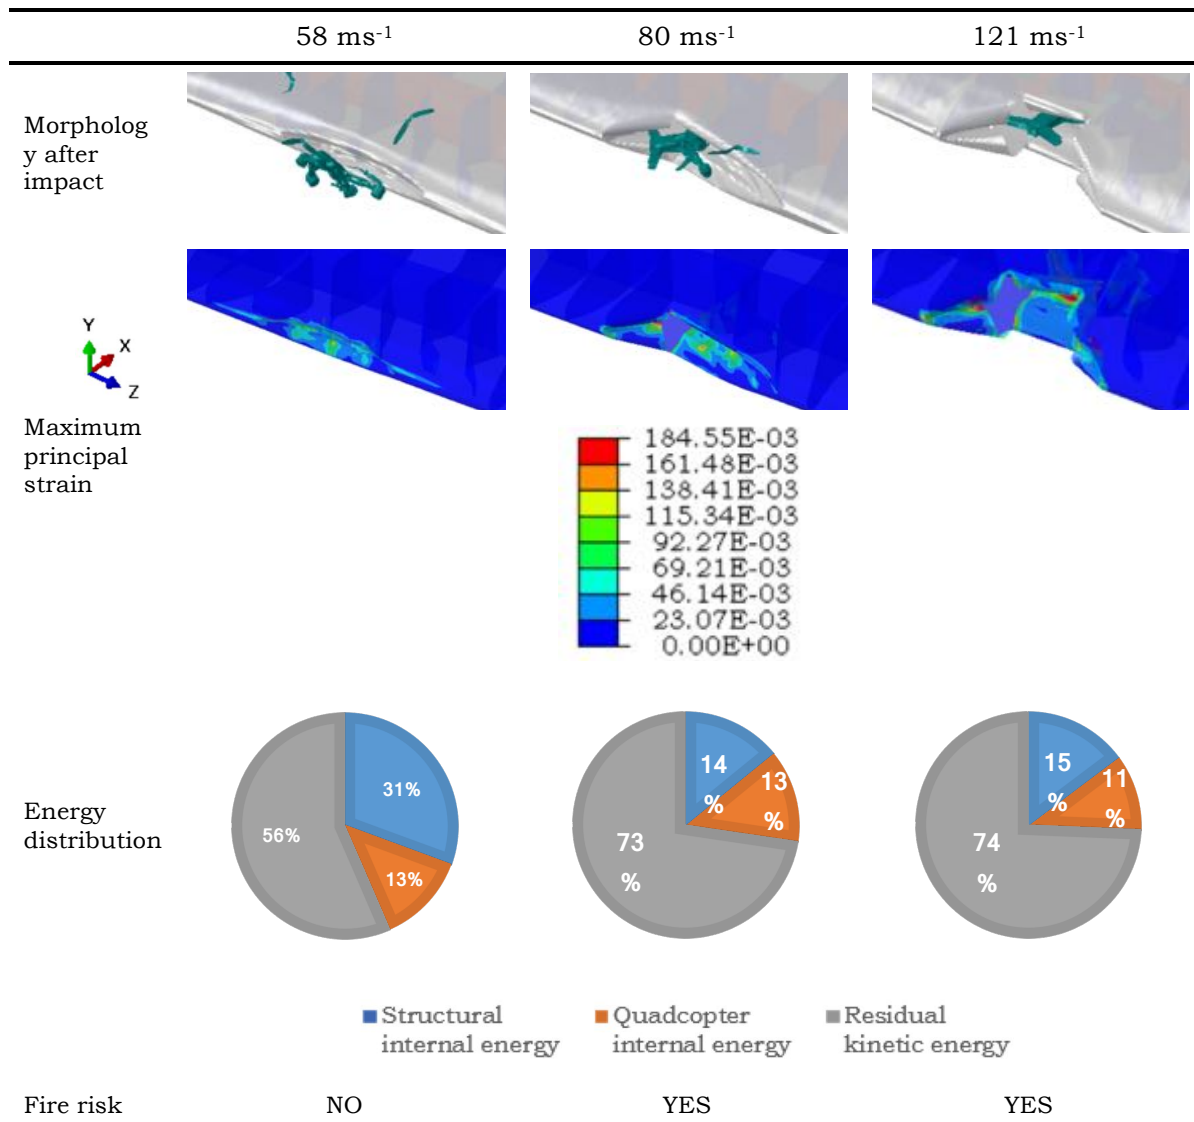 58 ms-1 80 ms-1 121 ms-1
Morpholog
y after
impact
Y
X
Z
Maximum
principal
strain
184.55E-03
161.48E-03
138.41E-03
115.34E-03
92.27E-03
69.21E-03
46.14E-03
23.07E-03
0.00E+00
Energy
distribution
31%
56%
13%
14
%
13
%
73
%
15
%
11
%
74
%
Structural
internal energy
Quadcopter
internal energy
Residual
kinetic energy
Fire risk NO YES YES